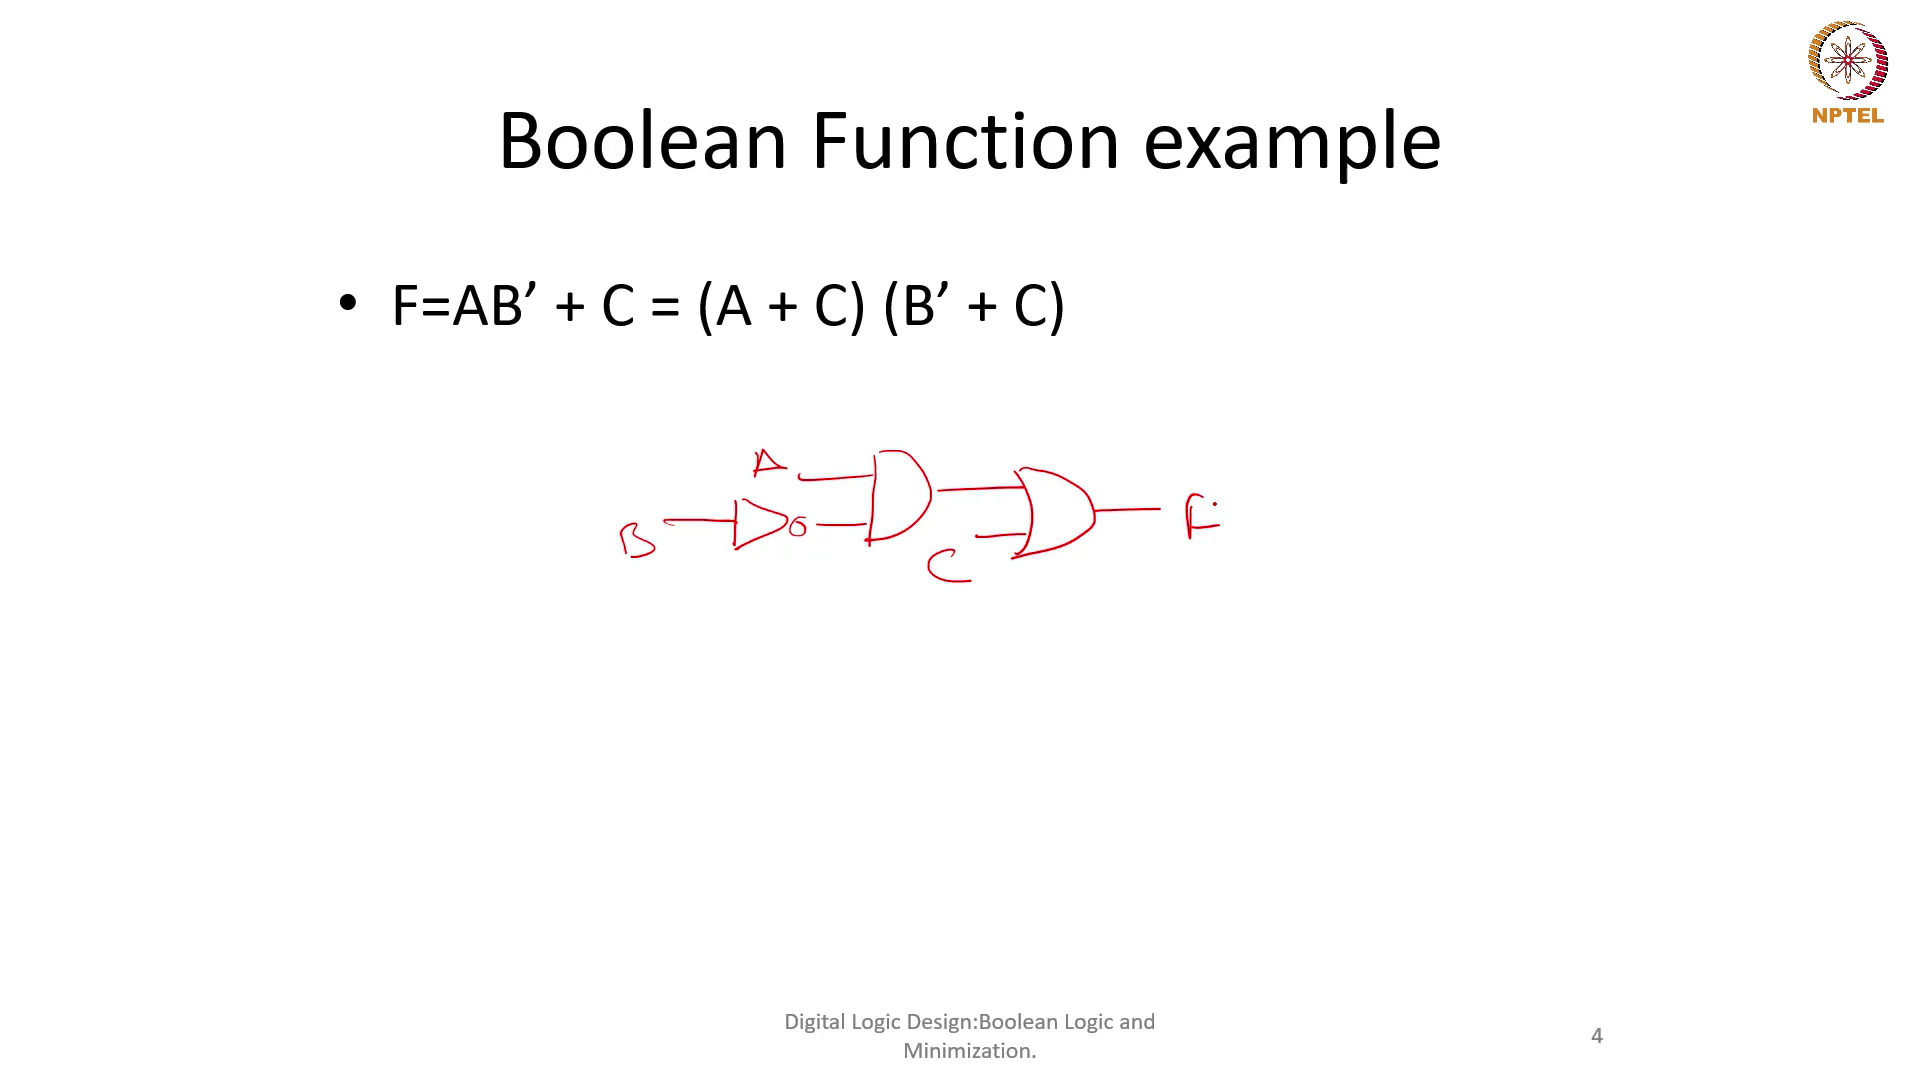 NPTEL
Boolean Function example
• F=AB’ + C = (A + C) (B’ + C)
A
B
C
F
Digital Logic Design:Boolean Logic and
Minimization.
4